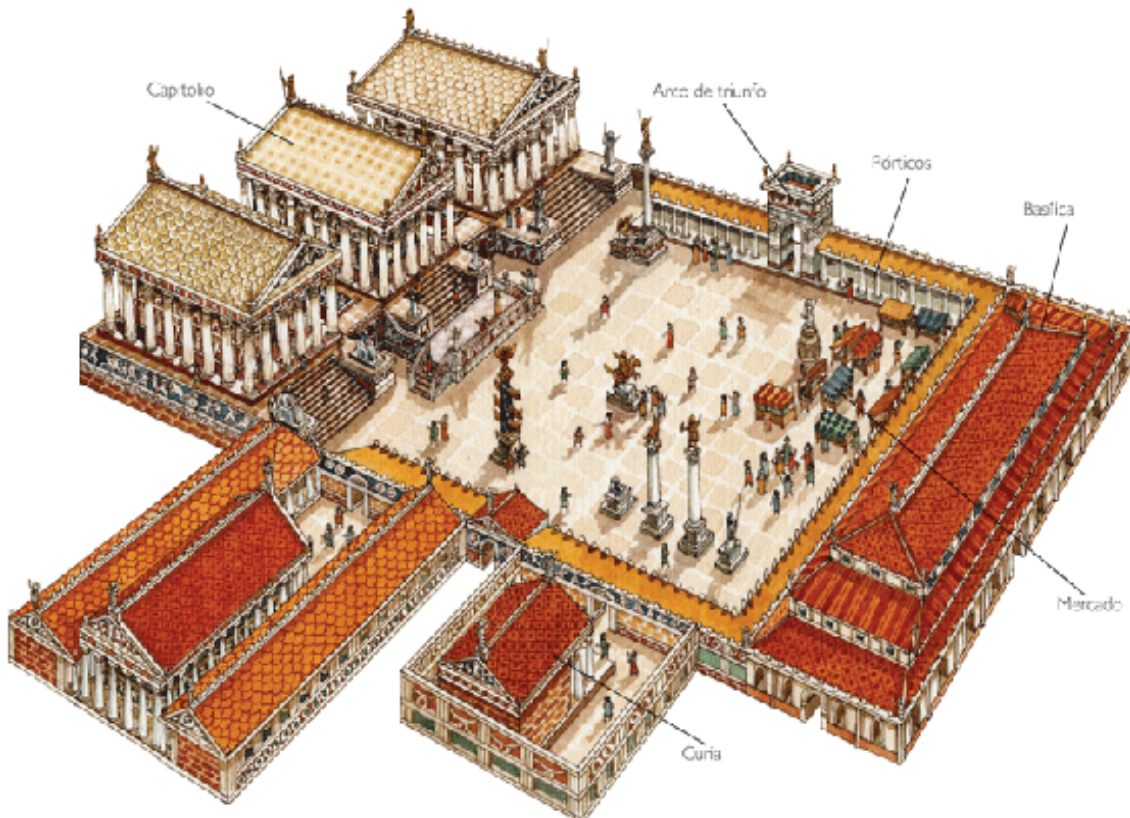 Capitolio
Arco de triunfo
Pórticos
Basílica
Mercado
Curia